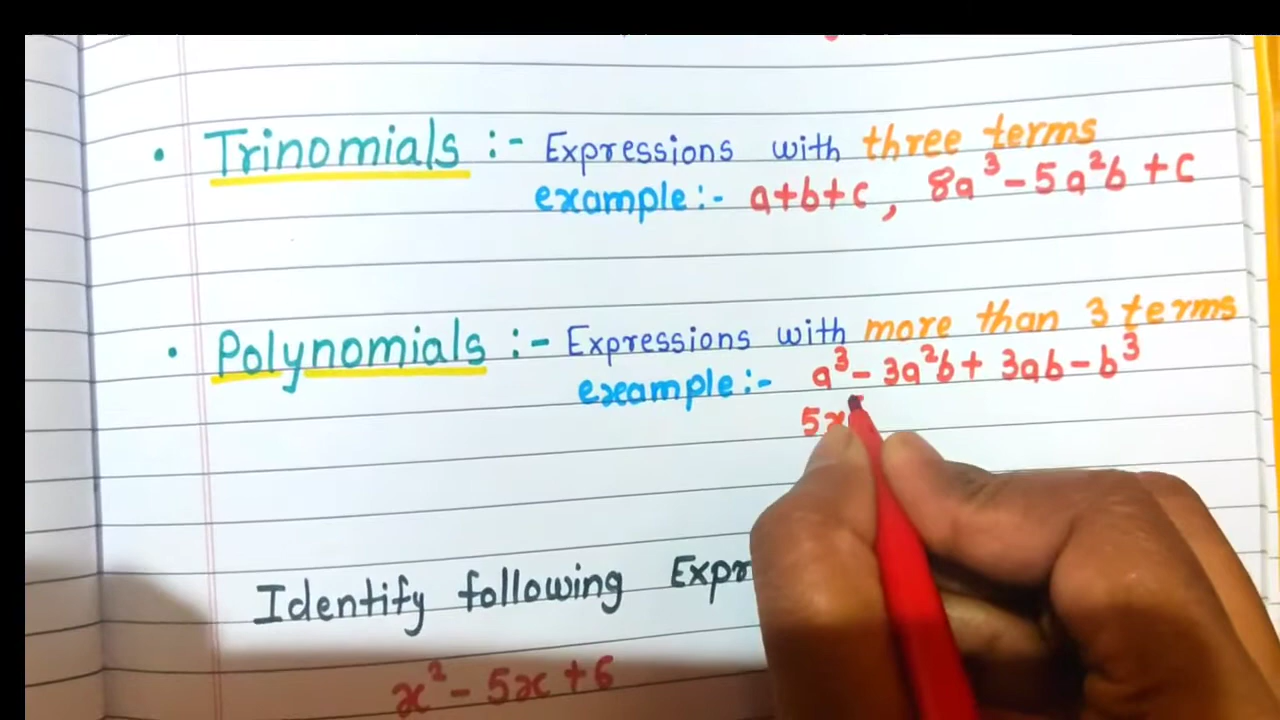 • Trinomials :- Expressions with three terms
example:- a+b+c, 8a³-5a²b+c
• Polynomials :- Expressions with more than 3 terms
example:- a³-3a²b+3ab-b³
5x
Identify following
x²-5x+6